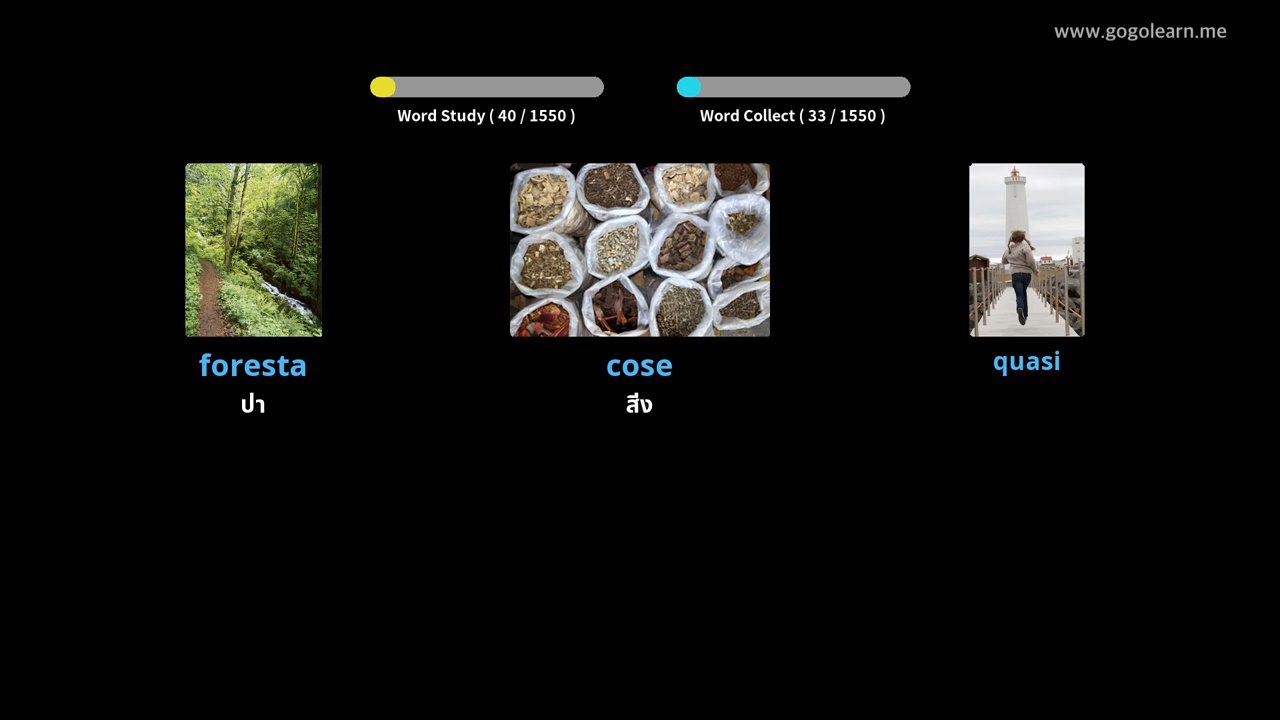 www.gogolearn.me
Word Study ( 40 / 1550 )
Word Collect ( 33 / 1550 )
foresta
ป่า
cose
สิ่ง
quasi